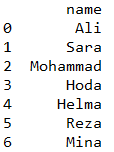 name
0 Ali
1 Sara
2 Mohammad
3 Hoda
4 Helma
5 Reza
6 Mina